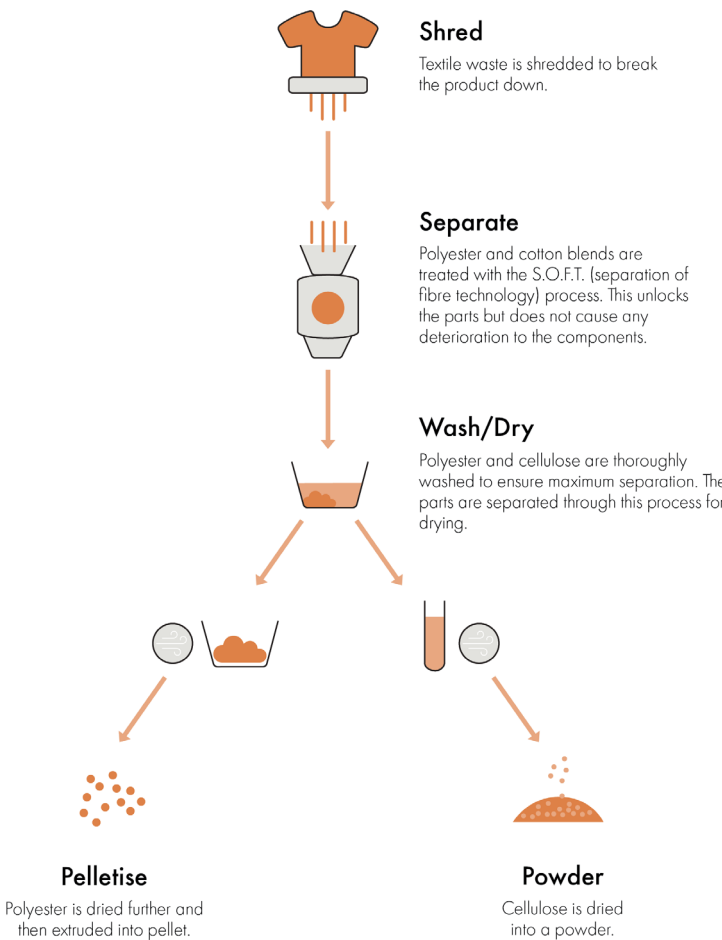 Shred
Textile waste is shredded to break
the product down.
Separate
Polyester and cotton blends are
treated with the S.O.F.T. (separation of
fibre technology) process. This unlocks
the parts but does not cause any
deterioration to the components.
Wash/Dry
Polyester and cellulose are thoroughly
washed to ensure maximum separation. The
parts are separated through this process for
drying.
Pelletise
Polyester is dried further and
then extruded into pellet.
Powder
Cellulose is dried
into a powder.